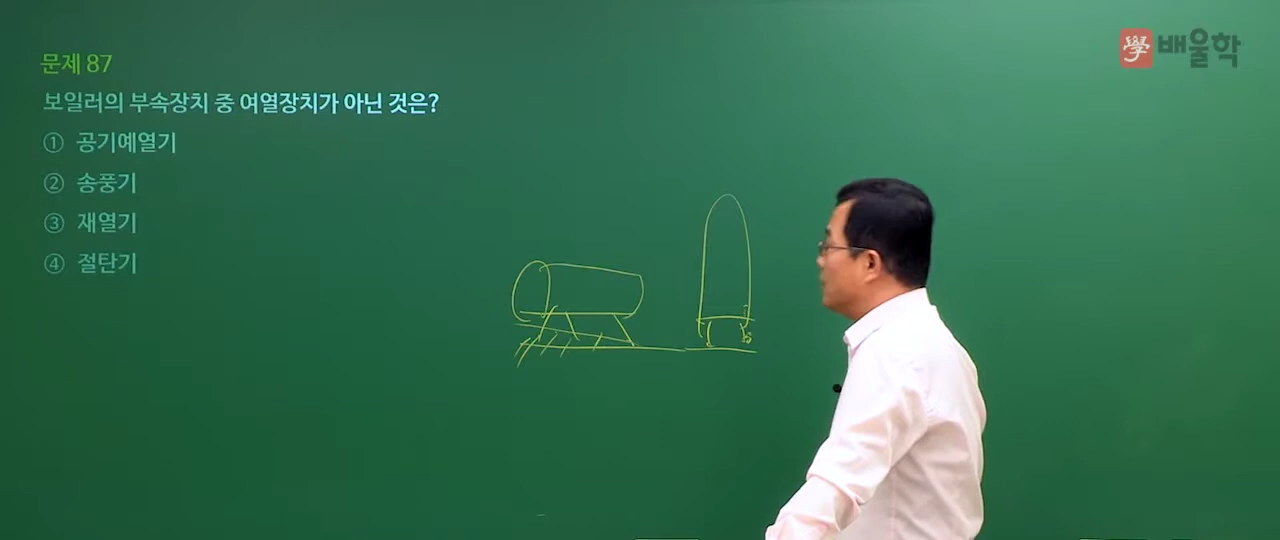 學 배울학
문제 87
보일러의 부속장치 중 여열장치가 아닌 것은?
① 공기예열기
② 송풍기
③ 재열기
④ 절탄기